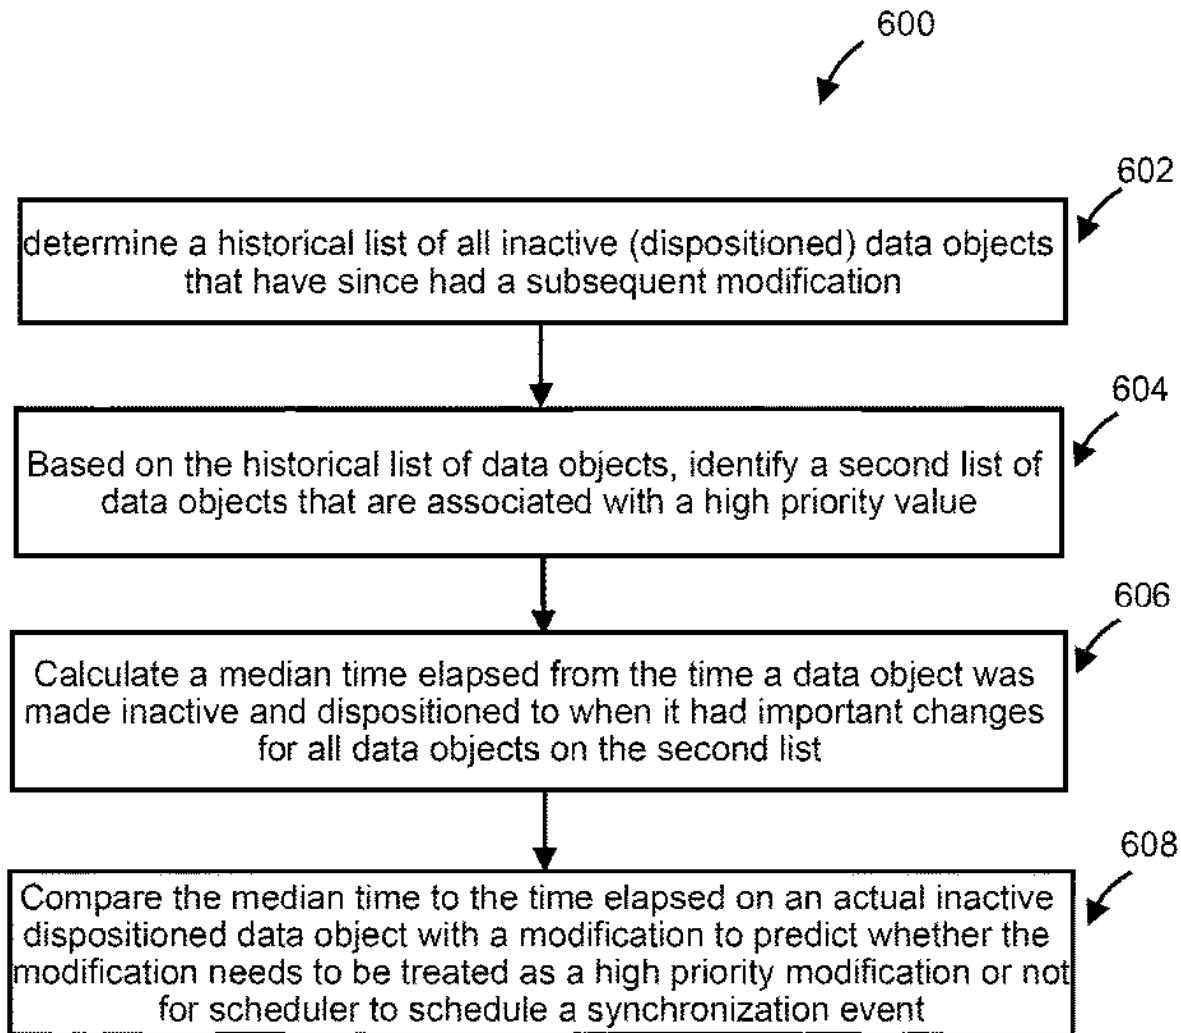 600
602
determine a historical list of all inactive (dispositioned) data objects
that have since had a subsequent modification
604
Based on the historical list of data objects, identify a second list of
data objects that are associated with a high priority value
606
Calculate a median time elapsed from the time a data object was
made inactive and dispositioned to when it had important changes
for all data objects on the second list
608
Compare the median time to the time elapsed on an actual inactive
dispositioned data object with a modification to predict whether the
modification needs to be treated as a high priority modification or not
for scheduler to schedule a synchronization event